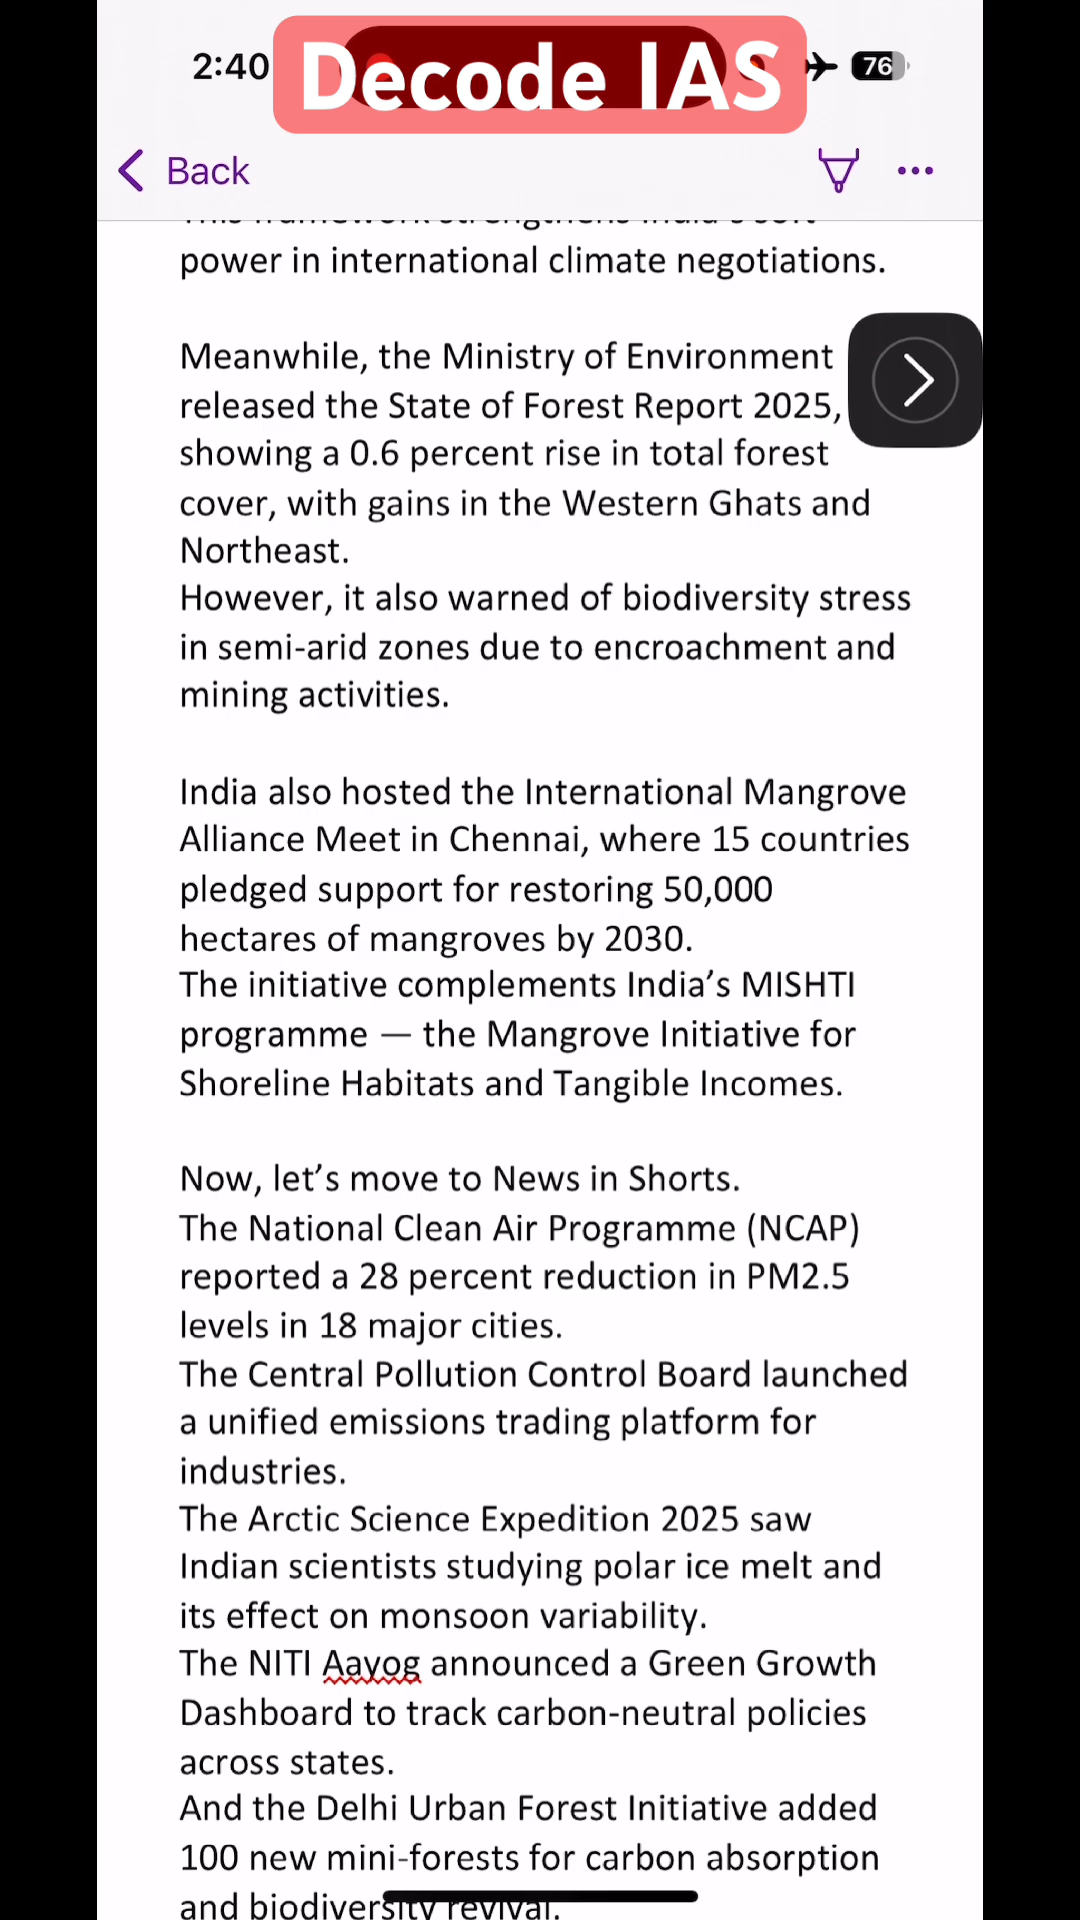 2:40
Decode IAS
76
Back
power in international climate negotiations.
Meanwhile, the Ministry of Environment
released the State of Forest Report 2025,
showing a 0.6 percent rise in total forest
cover, with gains in the Western Ghats and
Northeast.
However, it also warned of biodiversity stress
in semi-arid zones due to encroachment and
mining activities.
India also hosted the International Mangrove
Alliance Meet in Chennai, where 15 countries
pledged support for restoring 50,000
hectares of mangroves by 2030.
The initiative complements India’s MISHTI
programme — the Mangrove Initiative for
Shoreline Habitats and Tangible Incomes.
Now, let’s move to News in Shorts.
The National Clean Air Programme (NCAP)
reported a 28 percent reduction in PM2.5
levels in 18 major cities.
The Central Pollution Control Board launched
a unified emissions trading platform for
industries.
The Arctic Science Expedition 2025 saw
Indian scientists studying polar ice melt and
its effect on monsoon variability.
The NITI Aayog announced a Green Growth
Dashboard to track carbon-neutral policies
across states.
And the Delhi Urban Forest Initiative added
100 new mini-forests for carbon absorption
and biodiversity revival.